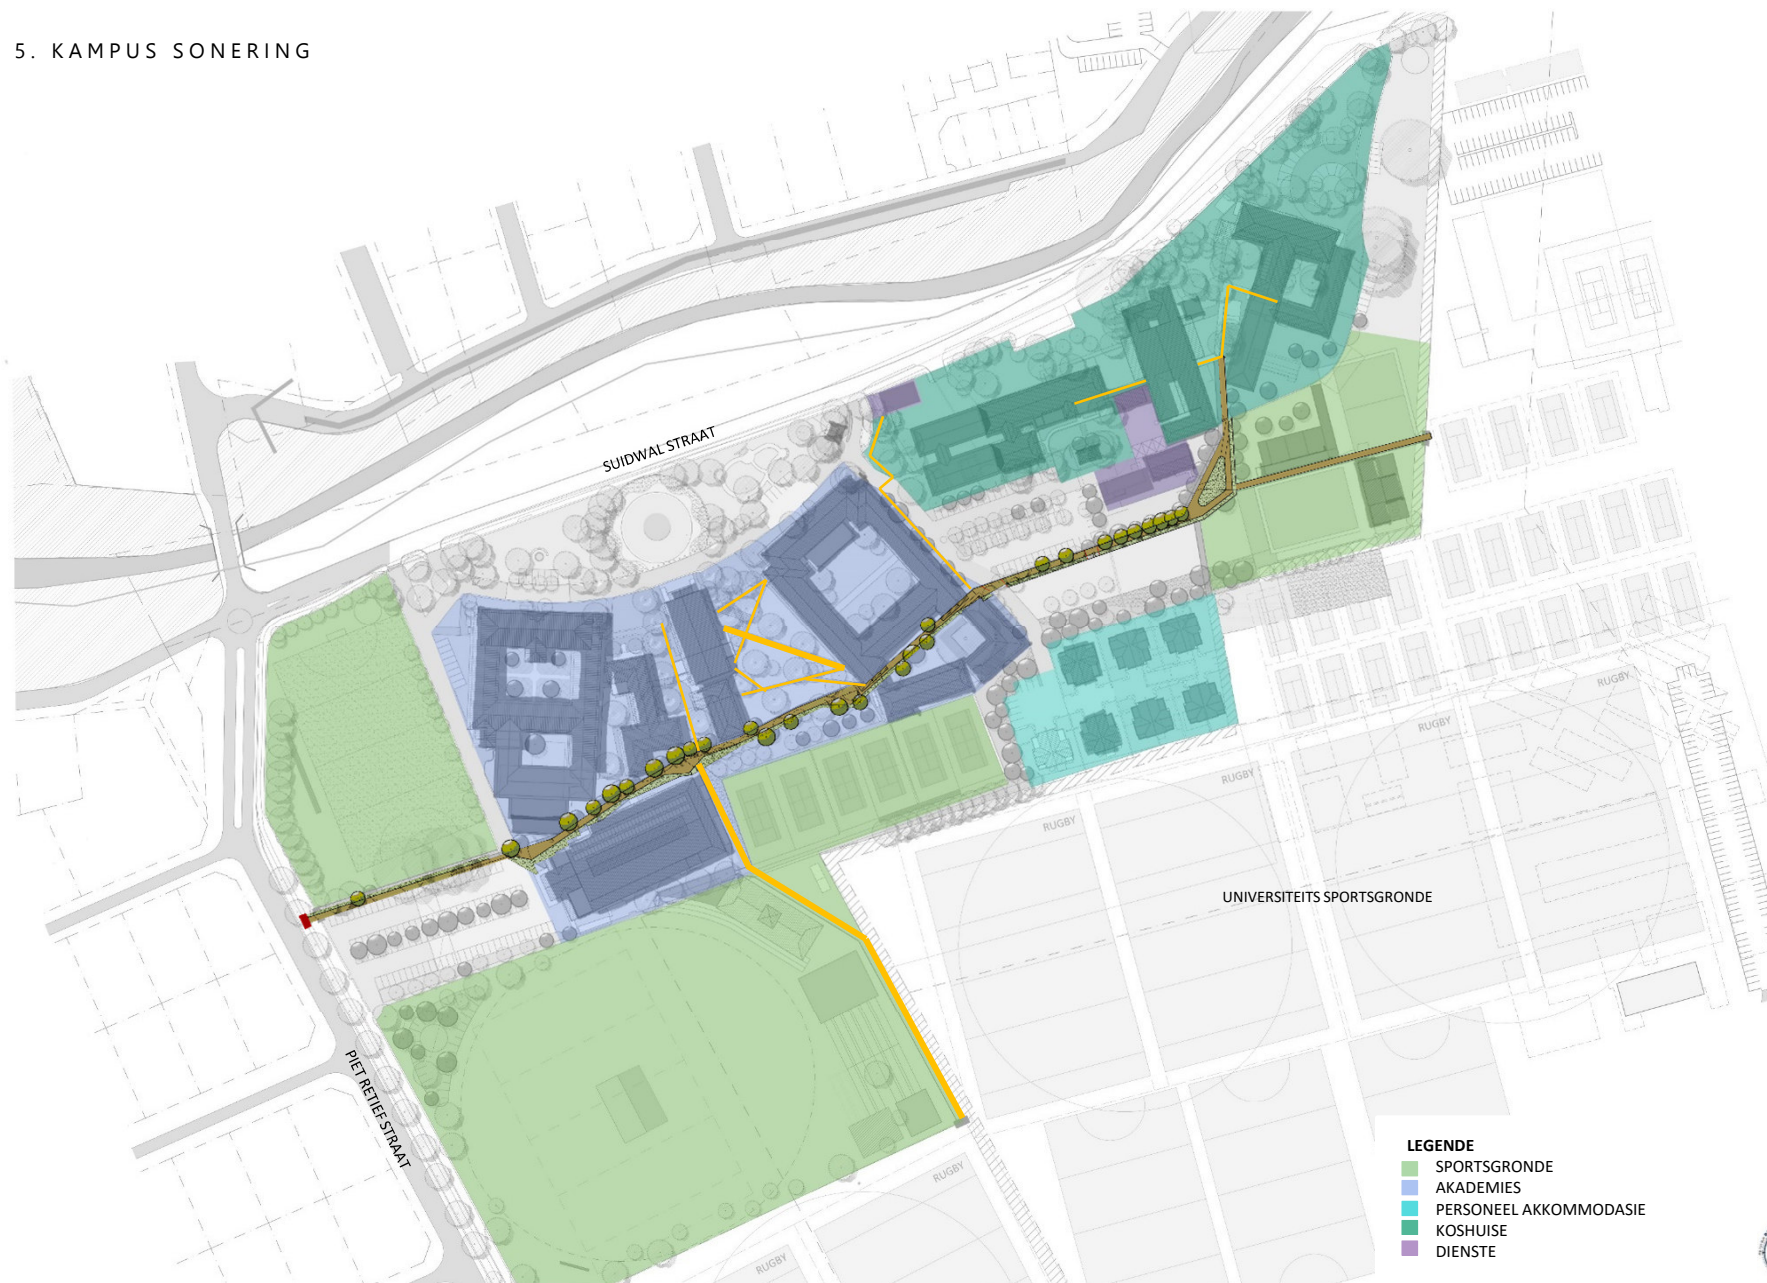 5. KAMPUS SONERING
SUIDWAL STRAAT
RUGBY
RUGBY
RUGBY
RUGBY
UNIVERSITEITS SPORTSGRONDE
PIET RETIEF STRAAT
RUGBY
RUGBY
LEGENDE
SPORTSGRONDE
AKADEMIES
PERSONEEL AKKOMMODASIE
KOSHUISE
DIENSTE